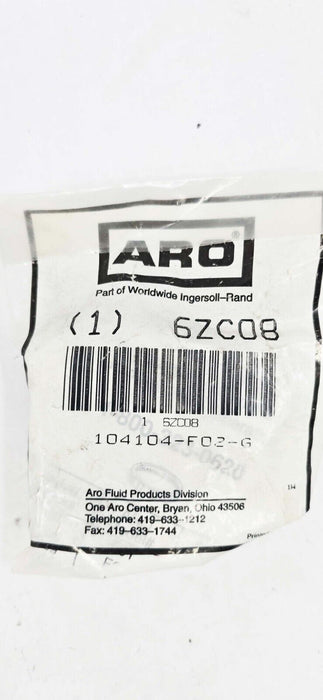 ARO®
Part of Worldwide Ingersoll-Rand
(1) 6ZC08
1 6ZC08
104104-F02-G
Aro Fluid Products Division
One Aro Center, Bryan, Ohio 43506
Telephone: 419-633-1212
Fax: 419-633-1744